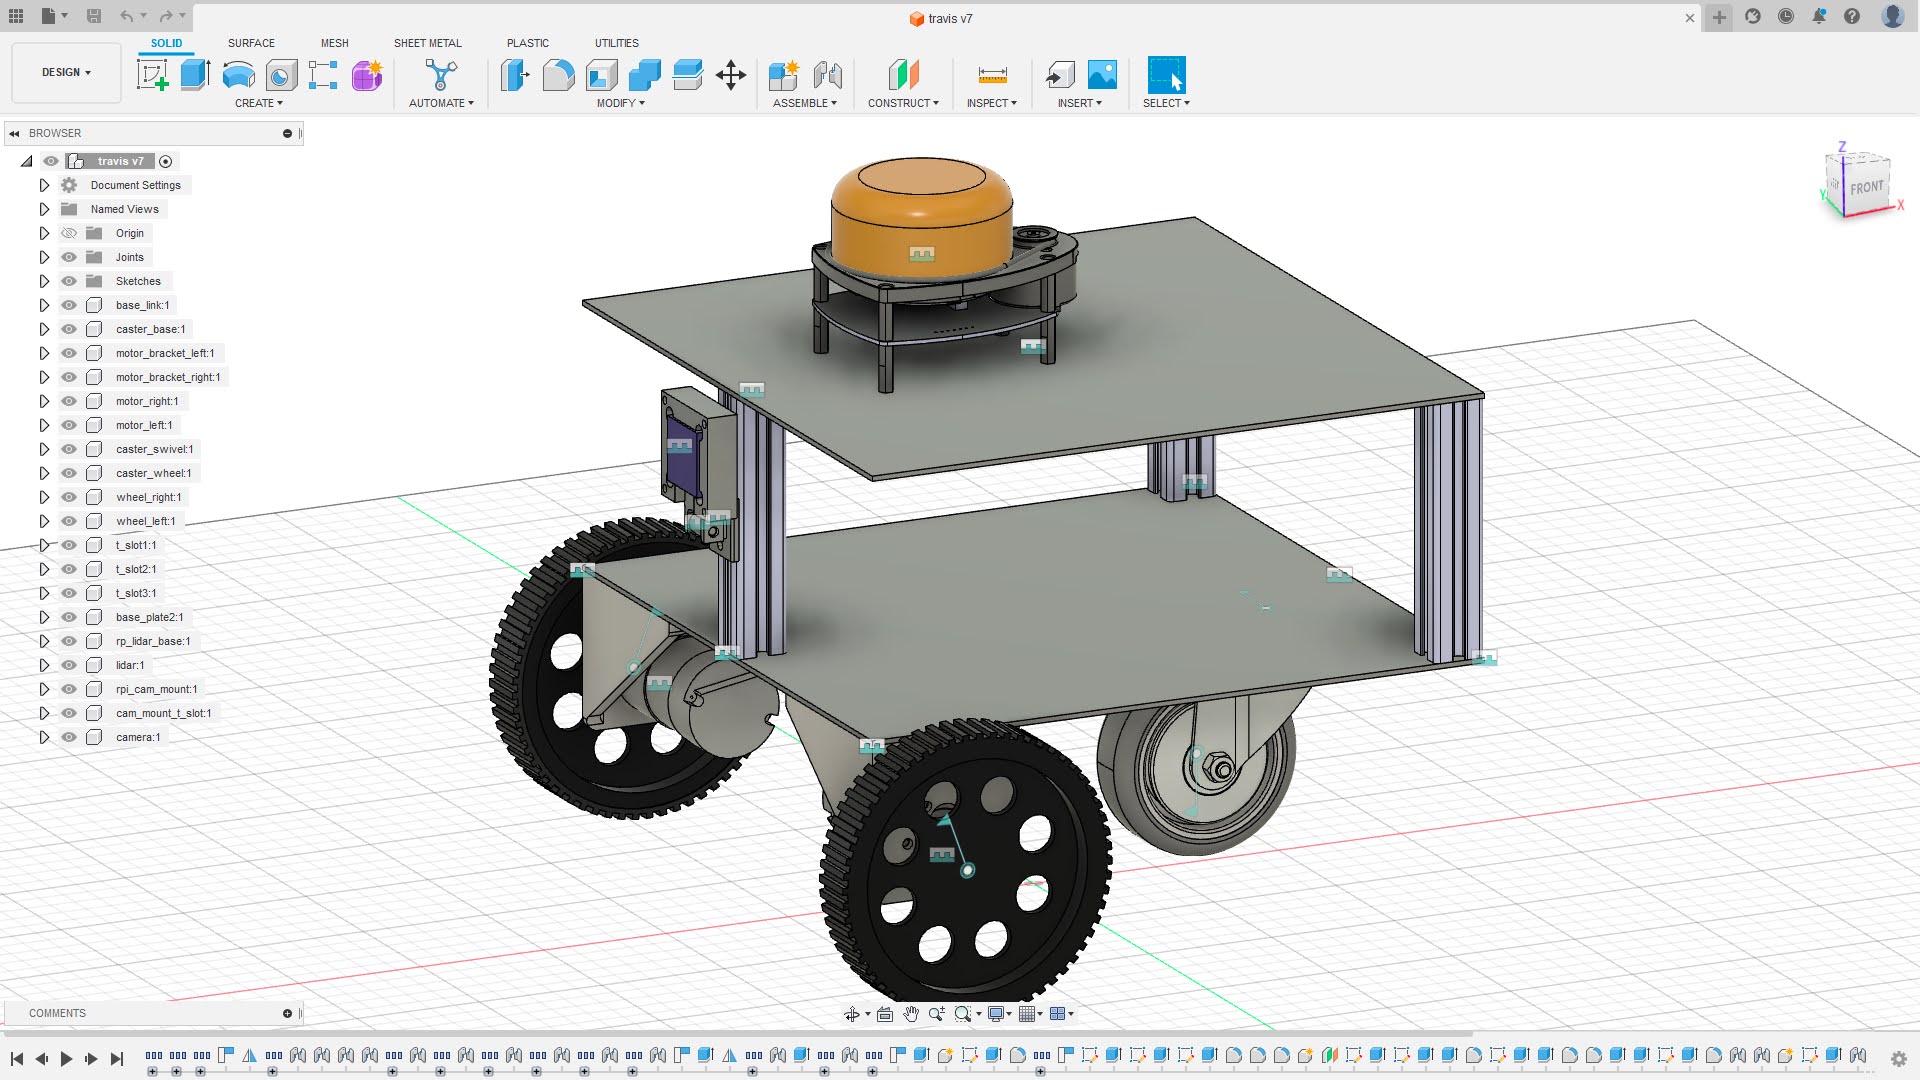 travis v7
SOLID SURFACE MESH SHEET METAL PLASTIC UTILITIES
DESIGN
CREATE AUTOMATE MODIFY ASSEMBLE CONSTRUCT INSPECT INSERT SELECT
BROWSER
travis v7
Document Settings
Named Views
Origin
Joints
Sketches
base_link:1
caster_base:1
motor_bracket_left:1
motor_bracket_right:1
motor_right:1
motor_left:1
caster_swivel:1
caster_wheel:1
wheel_right:1
wheel_left:1
t_slot1:1
t_slot2:1
t_slot3:1
base_plate2:1
rp_lidar_base:1
lidar:1
rpi_cam_mount:1
cam_mount_t_slot:1
camera:1
Z
FRONT
Y
X
COMMENTS